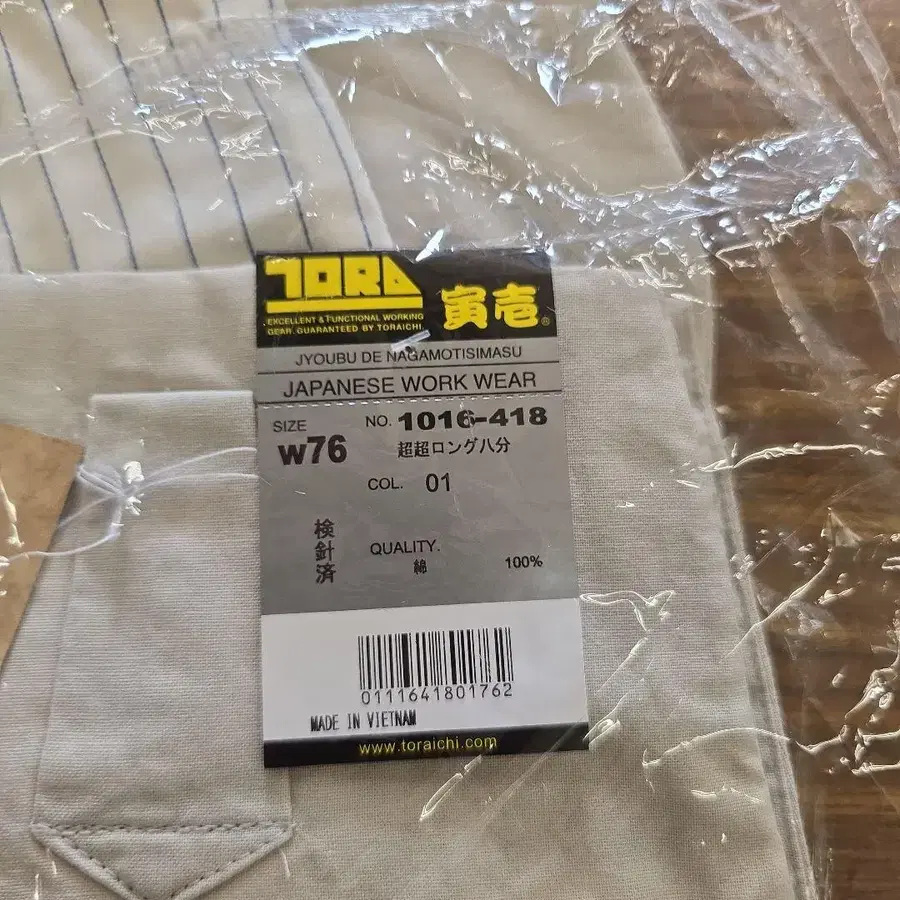 TORA
EXCELLENT & FUNCTIONAL WORKING
GEAR. GUARANTEED BY TORAICHI.
寅壱®
JYOUBU DE NAGAMOTISIMASU
JAPANESE WORK WEAR
SIZE
W76
NO. 1016-418
超超ロング八分
COL. 01
検針済
QUALITY.
綿 100%
0111641801762
MADE IN VIETNAM
www.toraichi.com